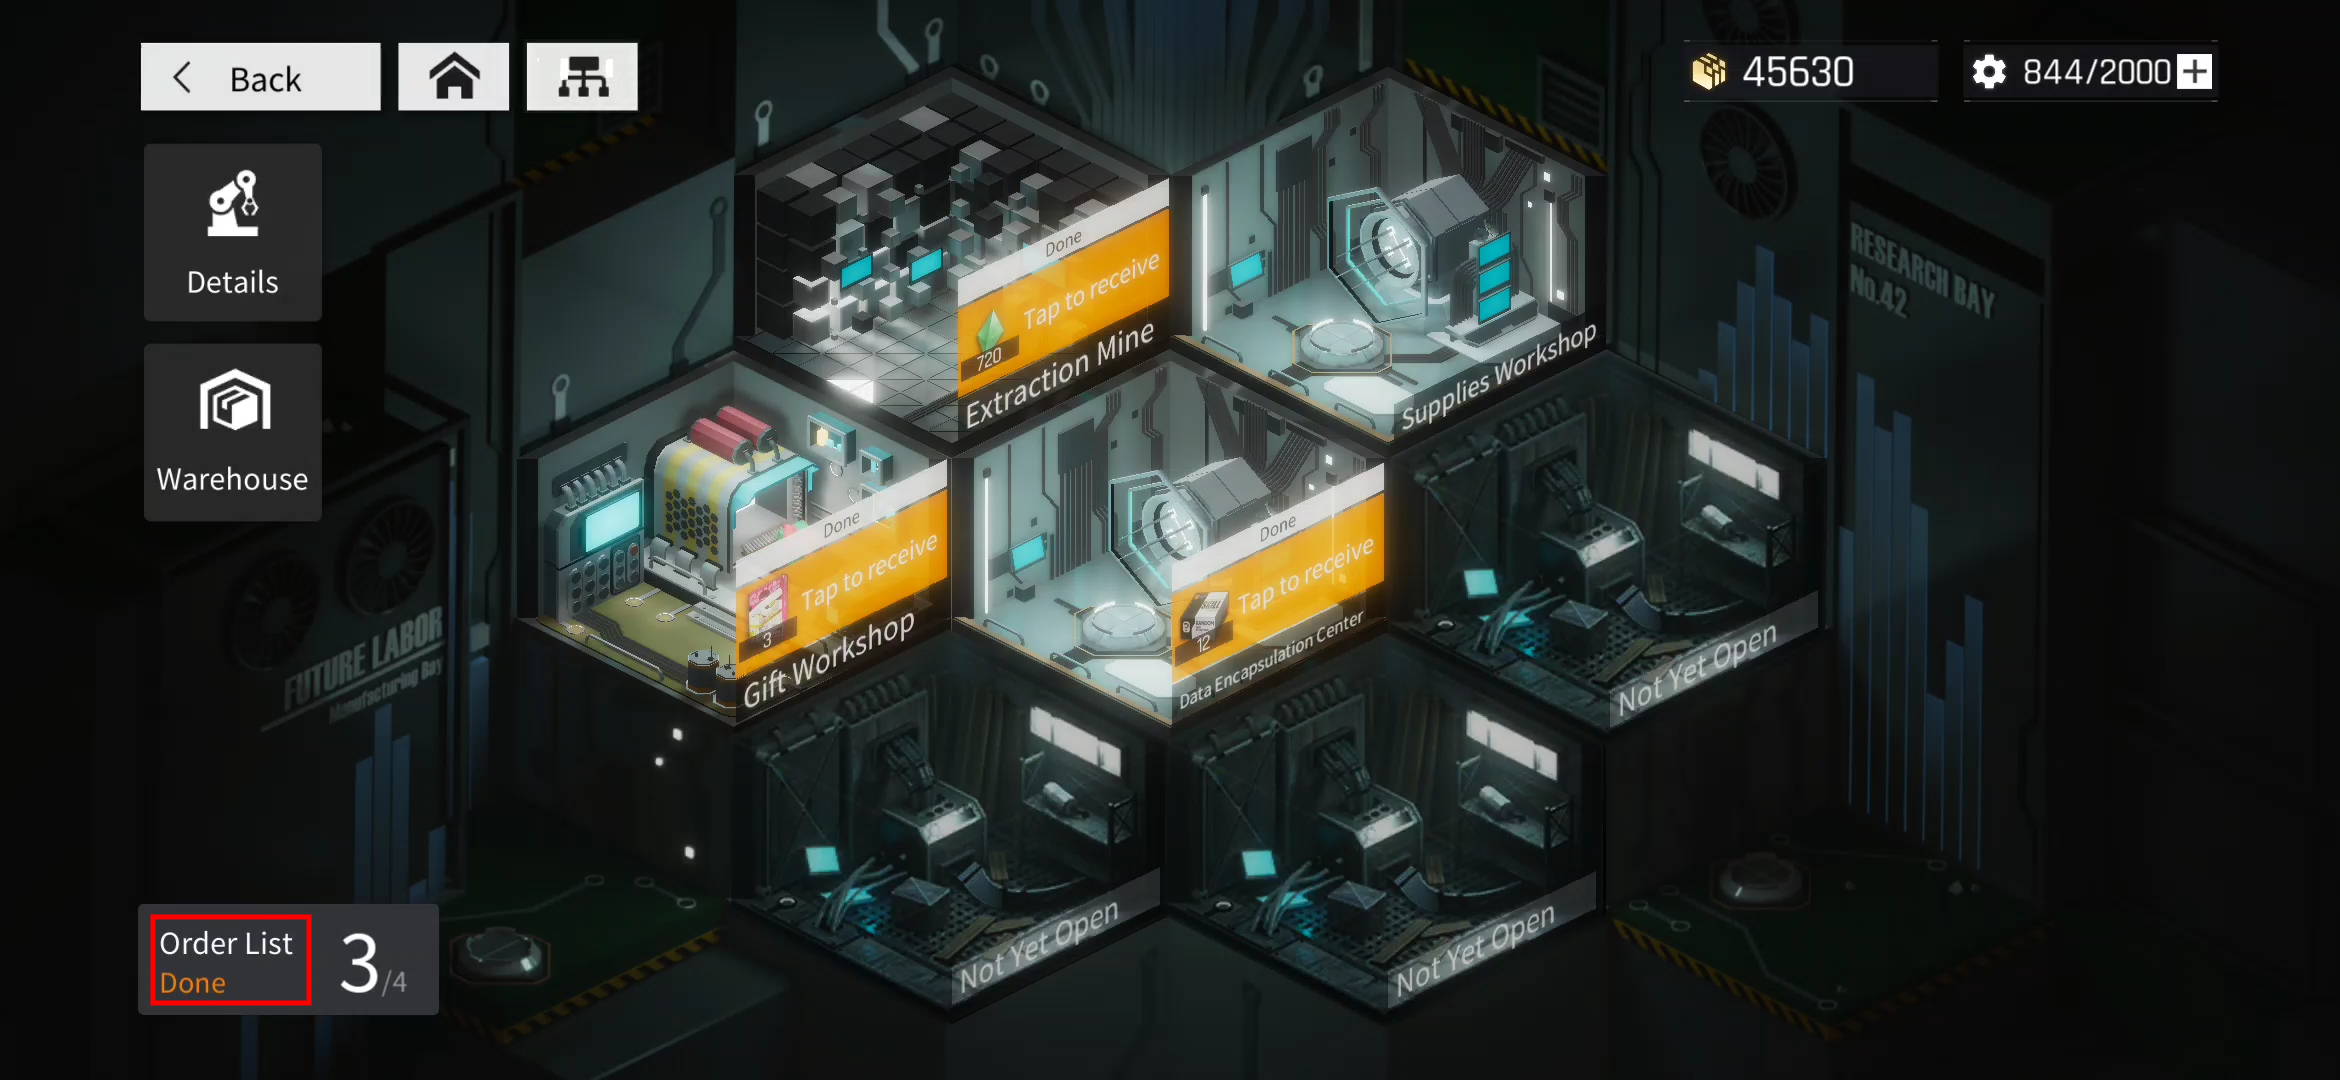 Back
45630
844/2000
Details
Warehouse
Done
Tap to receive
720
Extraction Mine
Supplies Workshop
Done
Tap to receive
3
Gift Workshop
Done
Tap to receive
SKILL
RANDOM
12
Data Encapsulation Center
Not Yet Open
RESEARCH BAY
No.42
FUTURE LABOR
Manufacturing Bay
Not Yet Open
Not Yet Open
Order List
Done
3/4